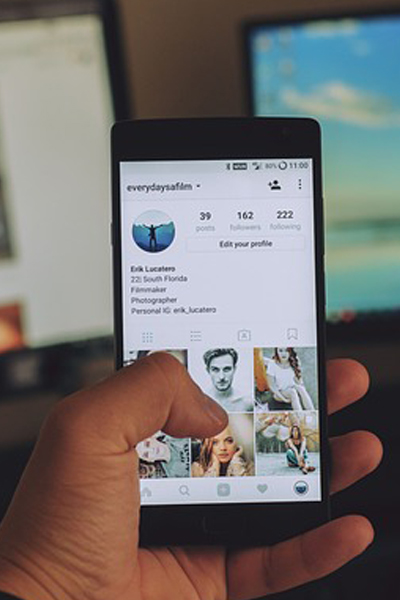 80% 11:00
everydaysafilm
39 162 222
posts followers following
Edit your profile
Erik Lucatero
22| South Florida
Filmmaker
Photographer
Personal IG: erik_lucatero